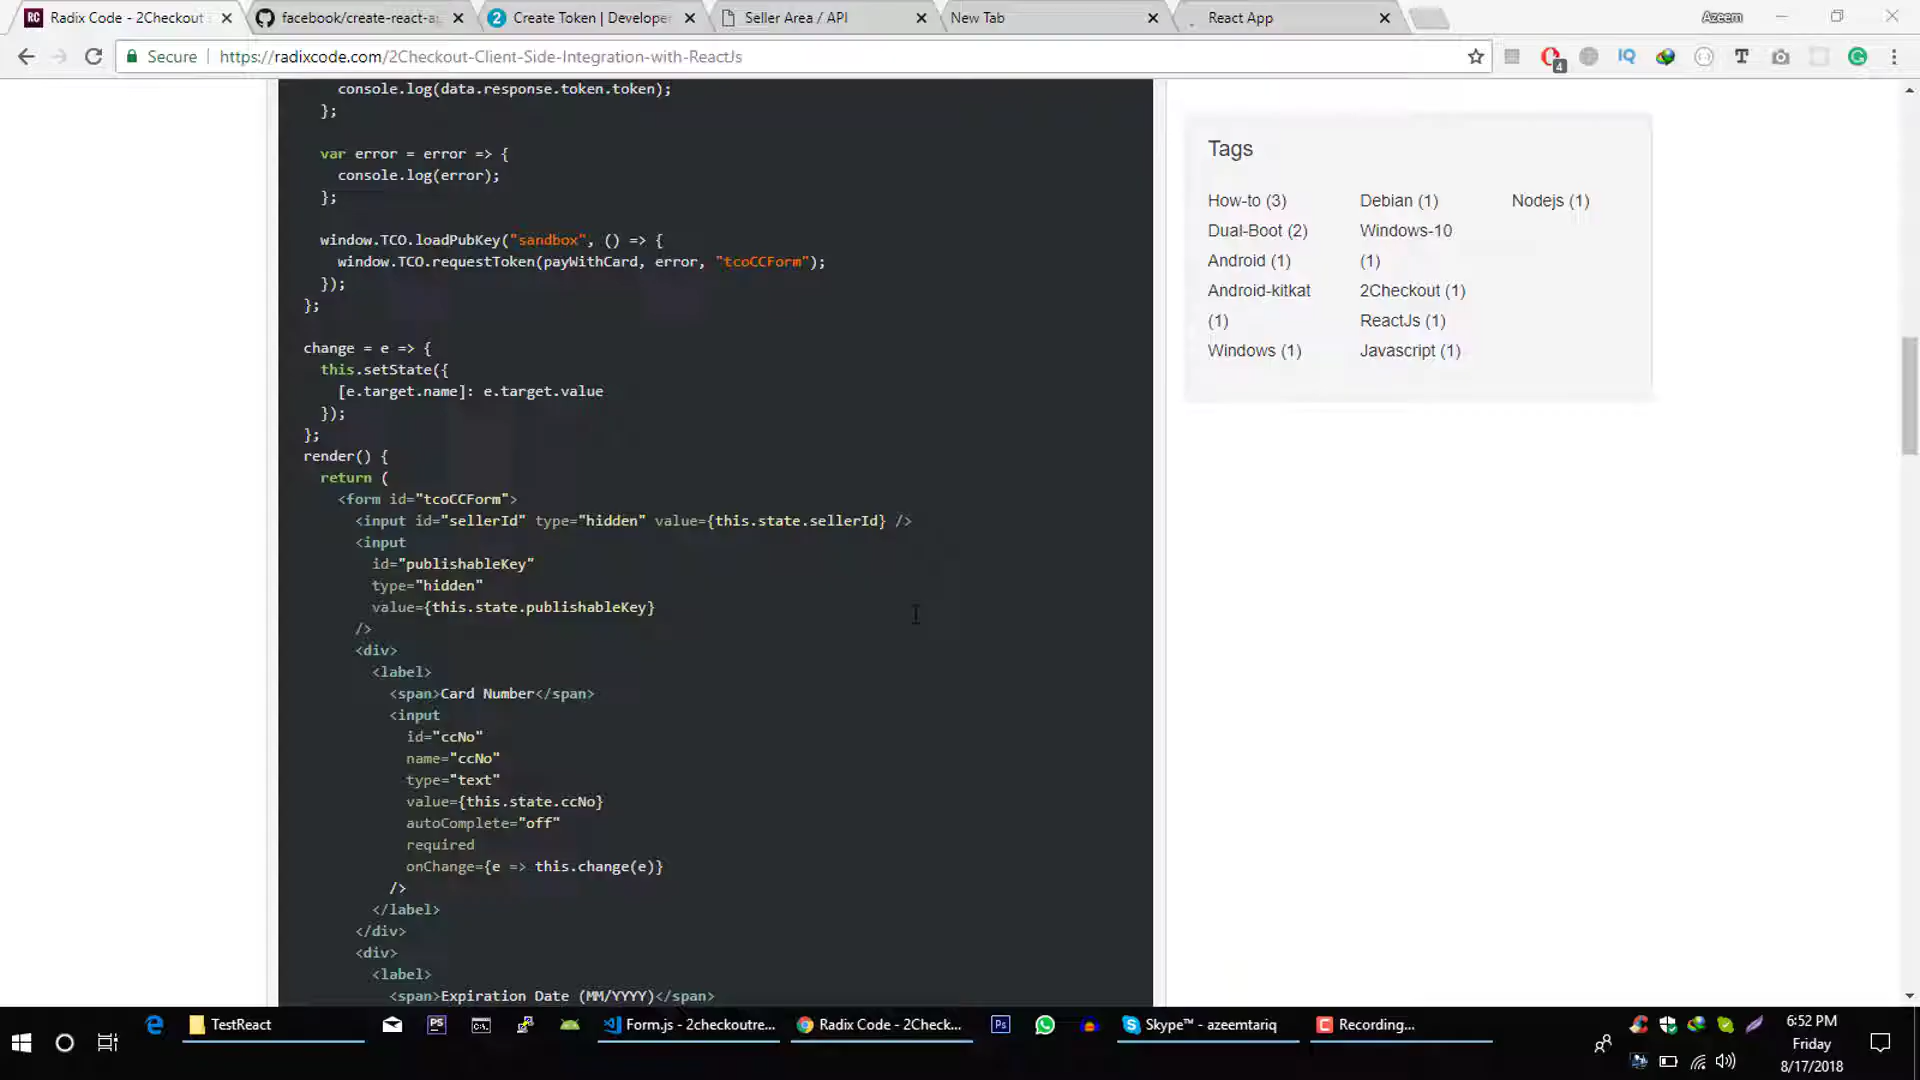 Radix Code - 2Checkout
facebook/create-react-a
Create Token | Developer
Seller Area / API
New Tab
React App
Azeem
Secure
https://radixcode.com/2Checkout-Client-Side-Integration-with-ReactJs
4
console.log(data.response.token.token);
};
var error = error => {
console.log(error);
};
window.TCO.loadPubKey("sandbox", () => {
window.TCO.requestToken(payWithCard, error, "tcoCCForm");
});
};
change = e => {
this.setState({
[e.target.name]: e.target.value
});
};
render() {
return (
<form id="tcoCCForm">
<input id="sellerId" type="hidden" value={this.state.sellerId} />
<input
id="publishableKey"
type="hidden"
value={this.state.publishableKey}
/>
<div>
<label>
<span>Card Number</span>
<input
id="ccNo"
name="ccNo"
type="text"
value={this.state.ccNo}
autoComplete="off"
required
onChange={e => this.change(e)}
/>
</label>
</div>
<div>
<label>
<span>Expiration Date (MM/YYYY)</span>
Tags
How-to (3)
Dual-Boot (2)
Android (1)
Android-kitkat
(1)
Windows (1)
Debian (1)
Windows-10
(1)
2Checkout (1)
ReactJs (1)
Javascript (1)
Nodejs (1)
TestReact
Form.js - 2checkoutre...
Radix Code - 2Check...
Ps
Skype™ - azeemtariq
Recording...
6:52 PM
Friday
8/17/2018